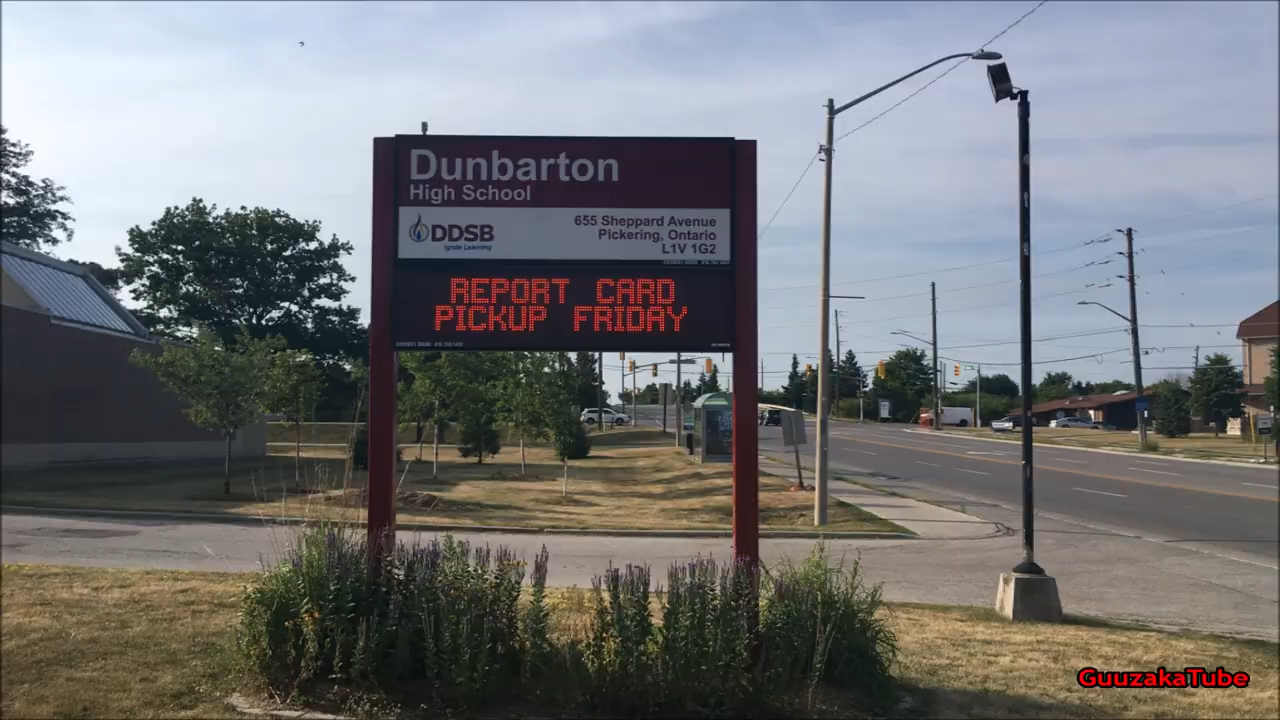 Dunbarton
High School
DDSB
Ignite Learning
655 Sheppard Avenue
Pickering, Ontario
L1V 1G2
REPORT CARD
PICKUP FRIDAY
GuuzakaTube